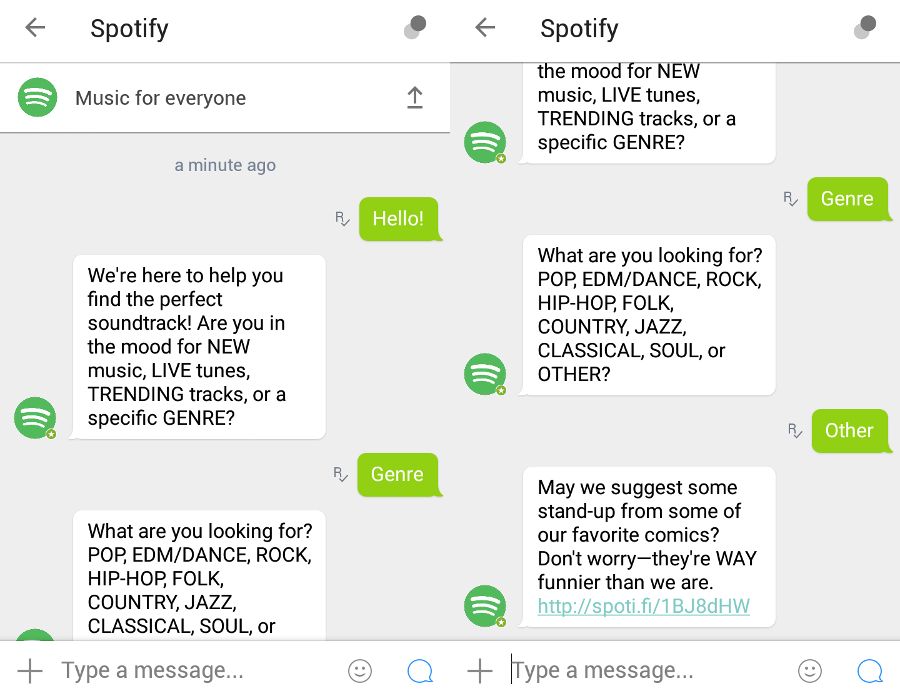 Spotify
Music for everyone
a minute ago
R
Hello!
We're here to help you
find the perfect
soundtrack! Are you in
the mood for NEW
music, LIVE tunes,
TRENDING tracks, or a
specific GENRE?
R
Genre
What are you looking for?
POP, EDM/DANCE, ROCK,
HIP-HOP, FOLK,
COUNTRY, JAZZ,
CLASSICAL, SOUL, or
Type a message...
Spotify
the mood for NEW
music, LIVE tunes,
TRENDING tracks, or a
specific GENRE?
R
Genre
What are you looking for?
POP, EDM/DANCE, ROCK,
HIP-HOP, FOLK,
COUNTRY, JAZZ,
CLASSICAL, SOUL, or
OTHER?
R
Other
May we suggest some
stand-up from some of
our favorite comics?
Don't worry—they're WAY
funnier than we are.
http://spoti.fi/1BJ8dHW
Type a message...